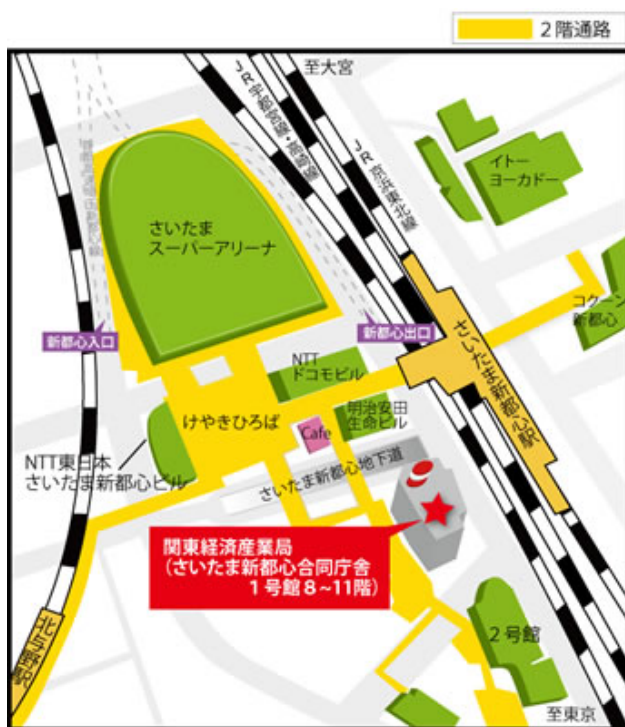 ２階通路
至大宮
JR宇都宮線・高崎線
JR京浜東北線
イトー
ヨーカドー
さいたま
スーパーアリーナ
コクーン
新都心
新都心入口
新都心出口
さいたま新都心駅
NTT
ドコモビル
けやきひろば
明治安田
生命ビル
Cafe
NTT東日本
さいたま新都心ビル
さいたま新都心地下道
関東経済産業局
（さいたま新都心合同庁舎
１号館８~11階）
２号館
北与野駅
至東京